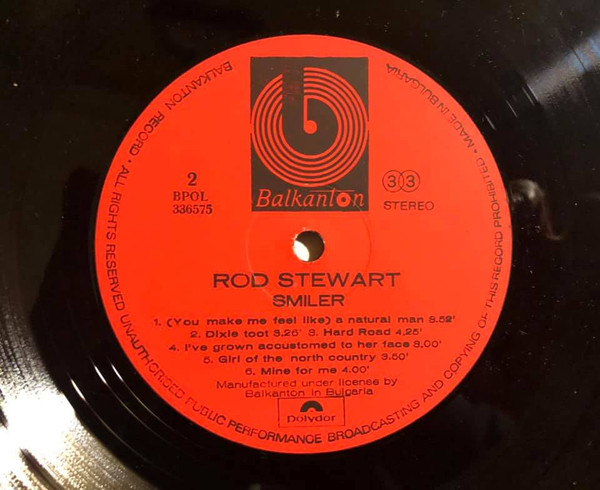 BALKANTON
BALKANTON RECORD • ALL RIGHTS RESERVED UNAUTHORISED PUBLIC PERFORMANCE BROADCASTING AND COPYING OF THIS RECORD PROHIBITED • MADE IN BULGARIA
b
Balkanton
2
BPOL
336575
33
STEREO
ROD STEWART
SMILER
1. (You make me feel like) a natural man 3.52'
2. Dixie toot 3.25' 3. Hard Road 4.25'
4. I've grown accustomed to her face 3.00'
5. Girl of the north country 3.50'
6. Mine for me 4.00'
Manufactured under license by
Balkanton in Bulgaria
polydor